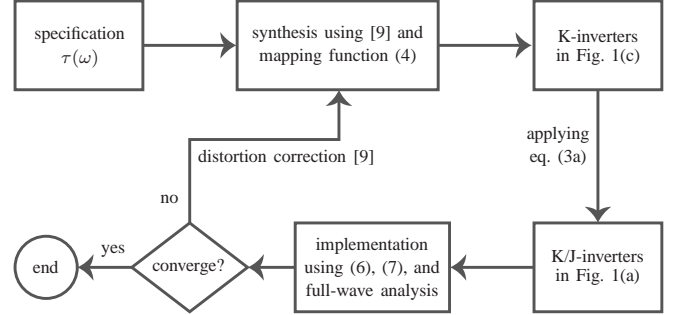 specification
τ(ω)
synthesis using [9] and
mapping function (4)
K-inverters
in Fig. 1(c)
applying
eq. (3a)
distortion correction [9]
no
yes
end
converge?
implementation
using (6), (7), and
full-wave analysis
K/J-inverters
in Fig. 1(a)